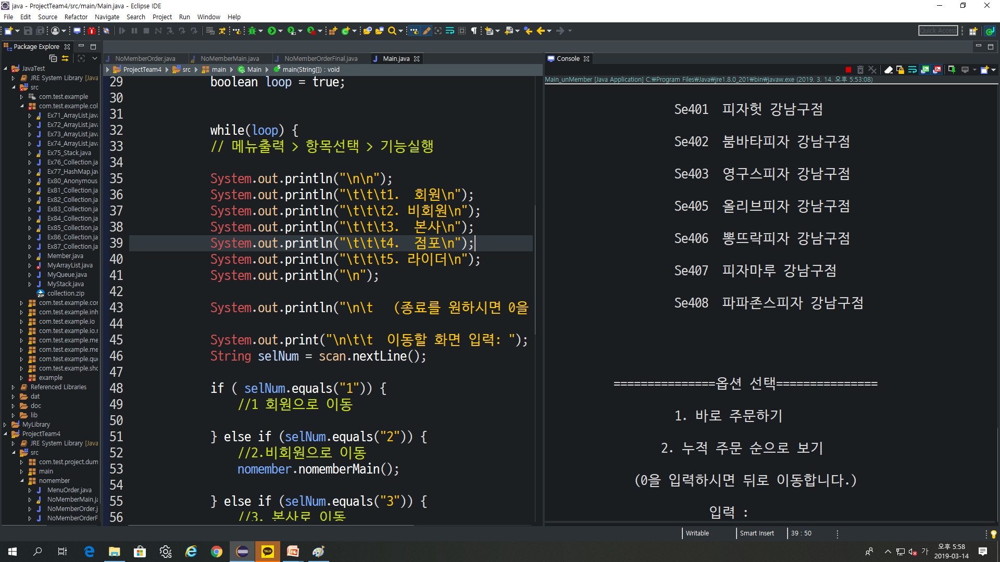 java - ProjectTeam4/src/main/Main.java - Eclipse IDE
File Edit Source Refactor Navigate Search Project Run Window Help
Quick Access
Package Explorer
JavaTest
JRE System Library [Java
src
com.test.example
com.test.example.col
Ex71_ArrayList.java
Ex72_ArrayList.java
Ex73_ArrayList.java
Ex74_ArrayList.java
Ex75_Stack.java
Ex76_Collection.java
Ex77_HashMap.jav
Ex80_Anonymous
Ex81_Collection.ja
Ex82_Collection.ja
Ex83_Collection.ja
Ex84_Collection.ja
Ex85_Collection.ja
Ex86_Collection.ja
Ex87_Collection.ja
Member.java
MyArrayList.java
MyQueue.java
MyStack.java
collection.zip
com.test.example.cor
com.test.example.inh
com.test.example.io
com.test.example.io.r
com.test.example.me
com.test.example.me
com.test.example.que
com.test.example.shc
example
Referenced Libraries
dat
doc
lib
MyLibrary
ProjectTeam4
JRE System Library [Java
src
com.test.project.dum
main
nomember
MenuOrder.java
NoMemberMain.ja
NoMemberOrder.j
NoMemberOrderF
NoMemberOrder.java NoMemberMain.java NoMemberOrderFinal.java Main.java
ProjectTeam4 src main Main main(String[]) : void
29 boolean loop = true;
30
31
32 while(loop) {
33 // 메뉴출력 > 항목선택 > 기능실행
34
35 System.out.println("\n\n");
36 System.out.println("\t\t\t1.  회원\n");
37 System.out.println("\t\t\t2. 비회원\n");
38 System.out.println("\t\t\t3.  본사\n");
39 System.out.println("\t\t\t4.  점포\n");
40 System.out.println("\t\t\t5. 라이더\n");
41 System.out.println("\n");
42
43 System.out.println("\n\t   (종료를 원하시면 0을
44
45 System.out.print("\n\t\t  이동할 화면 입력: ");
46 String selNum = scan.nextLine();
47
48 if ( selNum.equals("1")) {
49 //1 회원으로 이동
50
51 } else if (selNum.equals("2")) {
52 //2.비회원으로 이동
53 nomember.nomemberMain();
54
55 } else if (selNum.equals("3")) {
56 //3. 본사로 이동
Console
Main_unMember [Java Application] C:₩Program Files₩Java₩jre1.8.0_201₩bin₩javaw.exe (2019. 3. 14. 오후 5:53:08)
Se401 피자헛 강남구점
Se402 붐바타피자 강남구점
Se403 영구스피자 강남구점
Se405 올리브피자 강남구점
Se406 뽕뜨락피자 강남구점
Se407 피자마루 강남구점
Se408 파파존스피자 강남구점
===============옵션 선택===============
1. 바로 주문하기
2. 누적 주문 순으로 보기
(0을 입력하시면 뒤로 이동합니다.)
입력 :
Writable Smart Insert 39 : 50
TALK
가
오후 5:58
2019-03-14